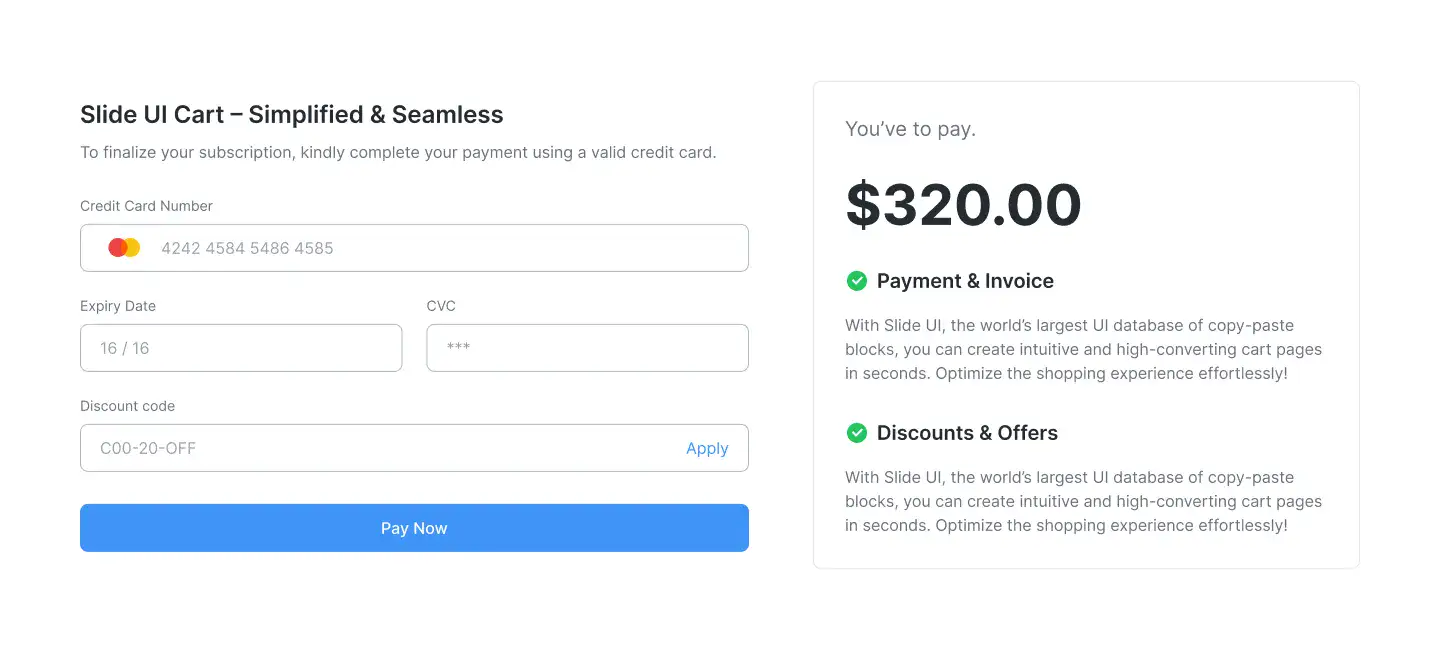 Slide UI Cart – Simplified & Seamless
To finalize your subscription, kindly complete your payment using a valid credit card.
Credit Card Number
4242 4584 5486 4585
Expiry Date
CVC
16 / 16
***
Discount code
C00-20-OFF
Apply
Pay Now
You’ve to pay.
$320.00
Payment & Invoice
With Slide UI, the world’s largest UI database of copy-paste
blocks, you can create intuitive and high-converting cart pages
in seconds. Optimize the shopping experience effortlessly!
Discounts & Offers
With Slide UI, the world’s largest UI database of copy-paste
blocks, you can create intuitive and high-converting cart pages
in seconds. Optimize the shopping experience effortlessly!